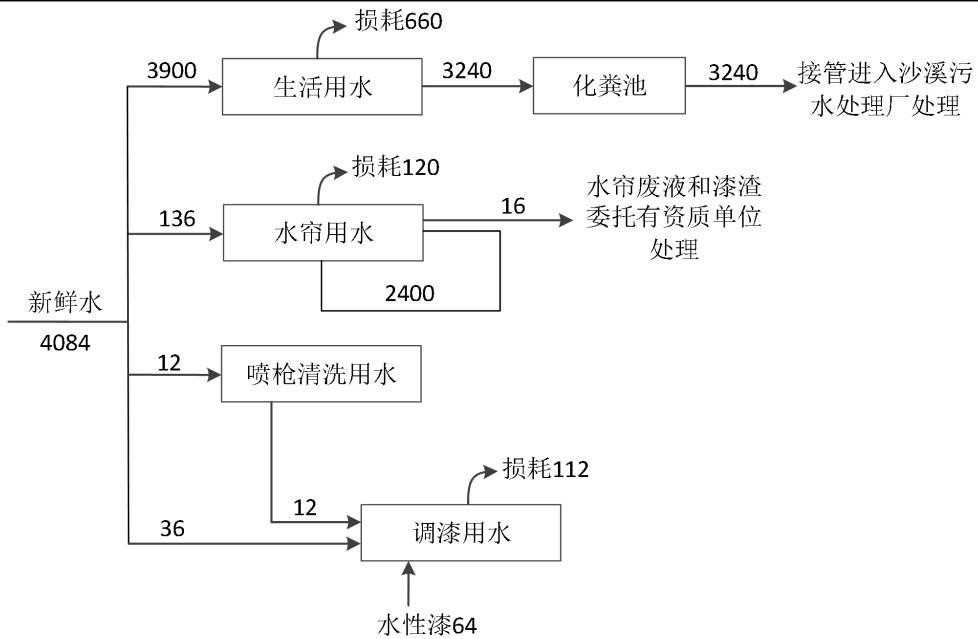 损耗660
3900
生活用水
3240
化粪池
3240
接管进入沙溪污
水处理厂处理
损耗120
136
水帘用水
16
水帘废液和漆渣
委托有资质单位
处理
2400
新鲜水
4084
12
喷枪清洗用水
损耗112
12
36
调漆用水
水性漆64